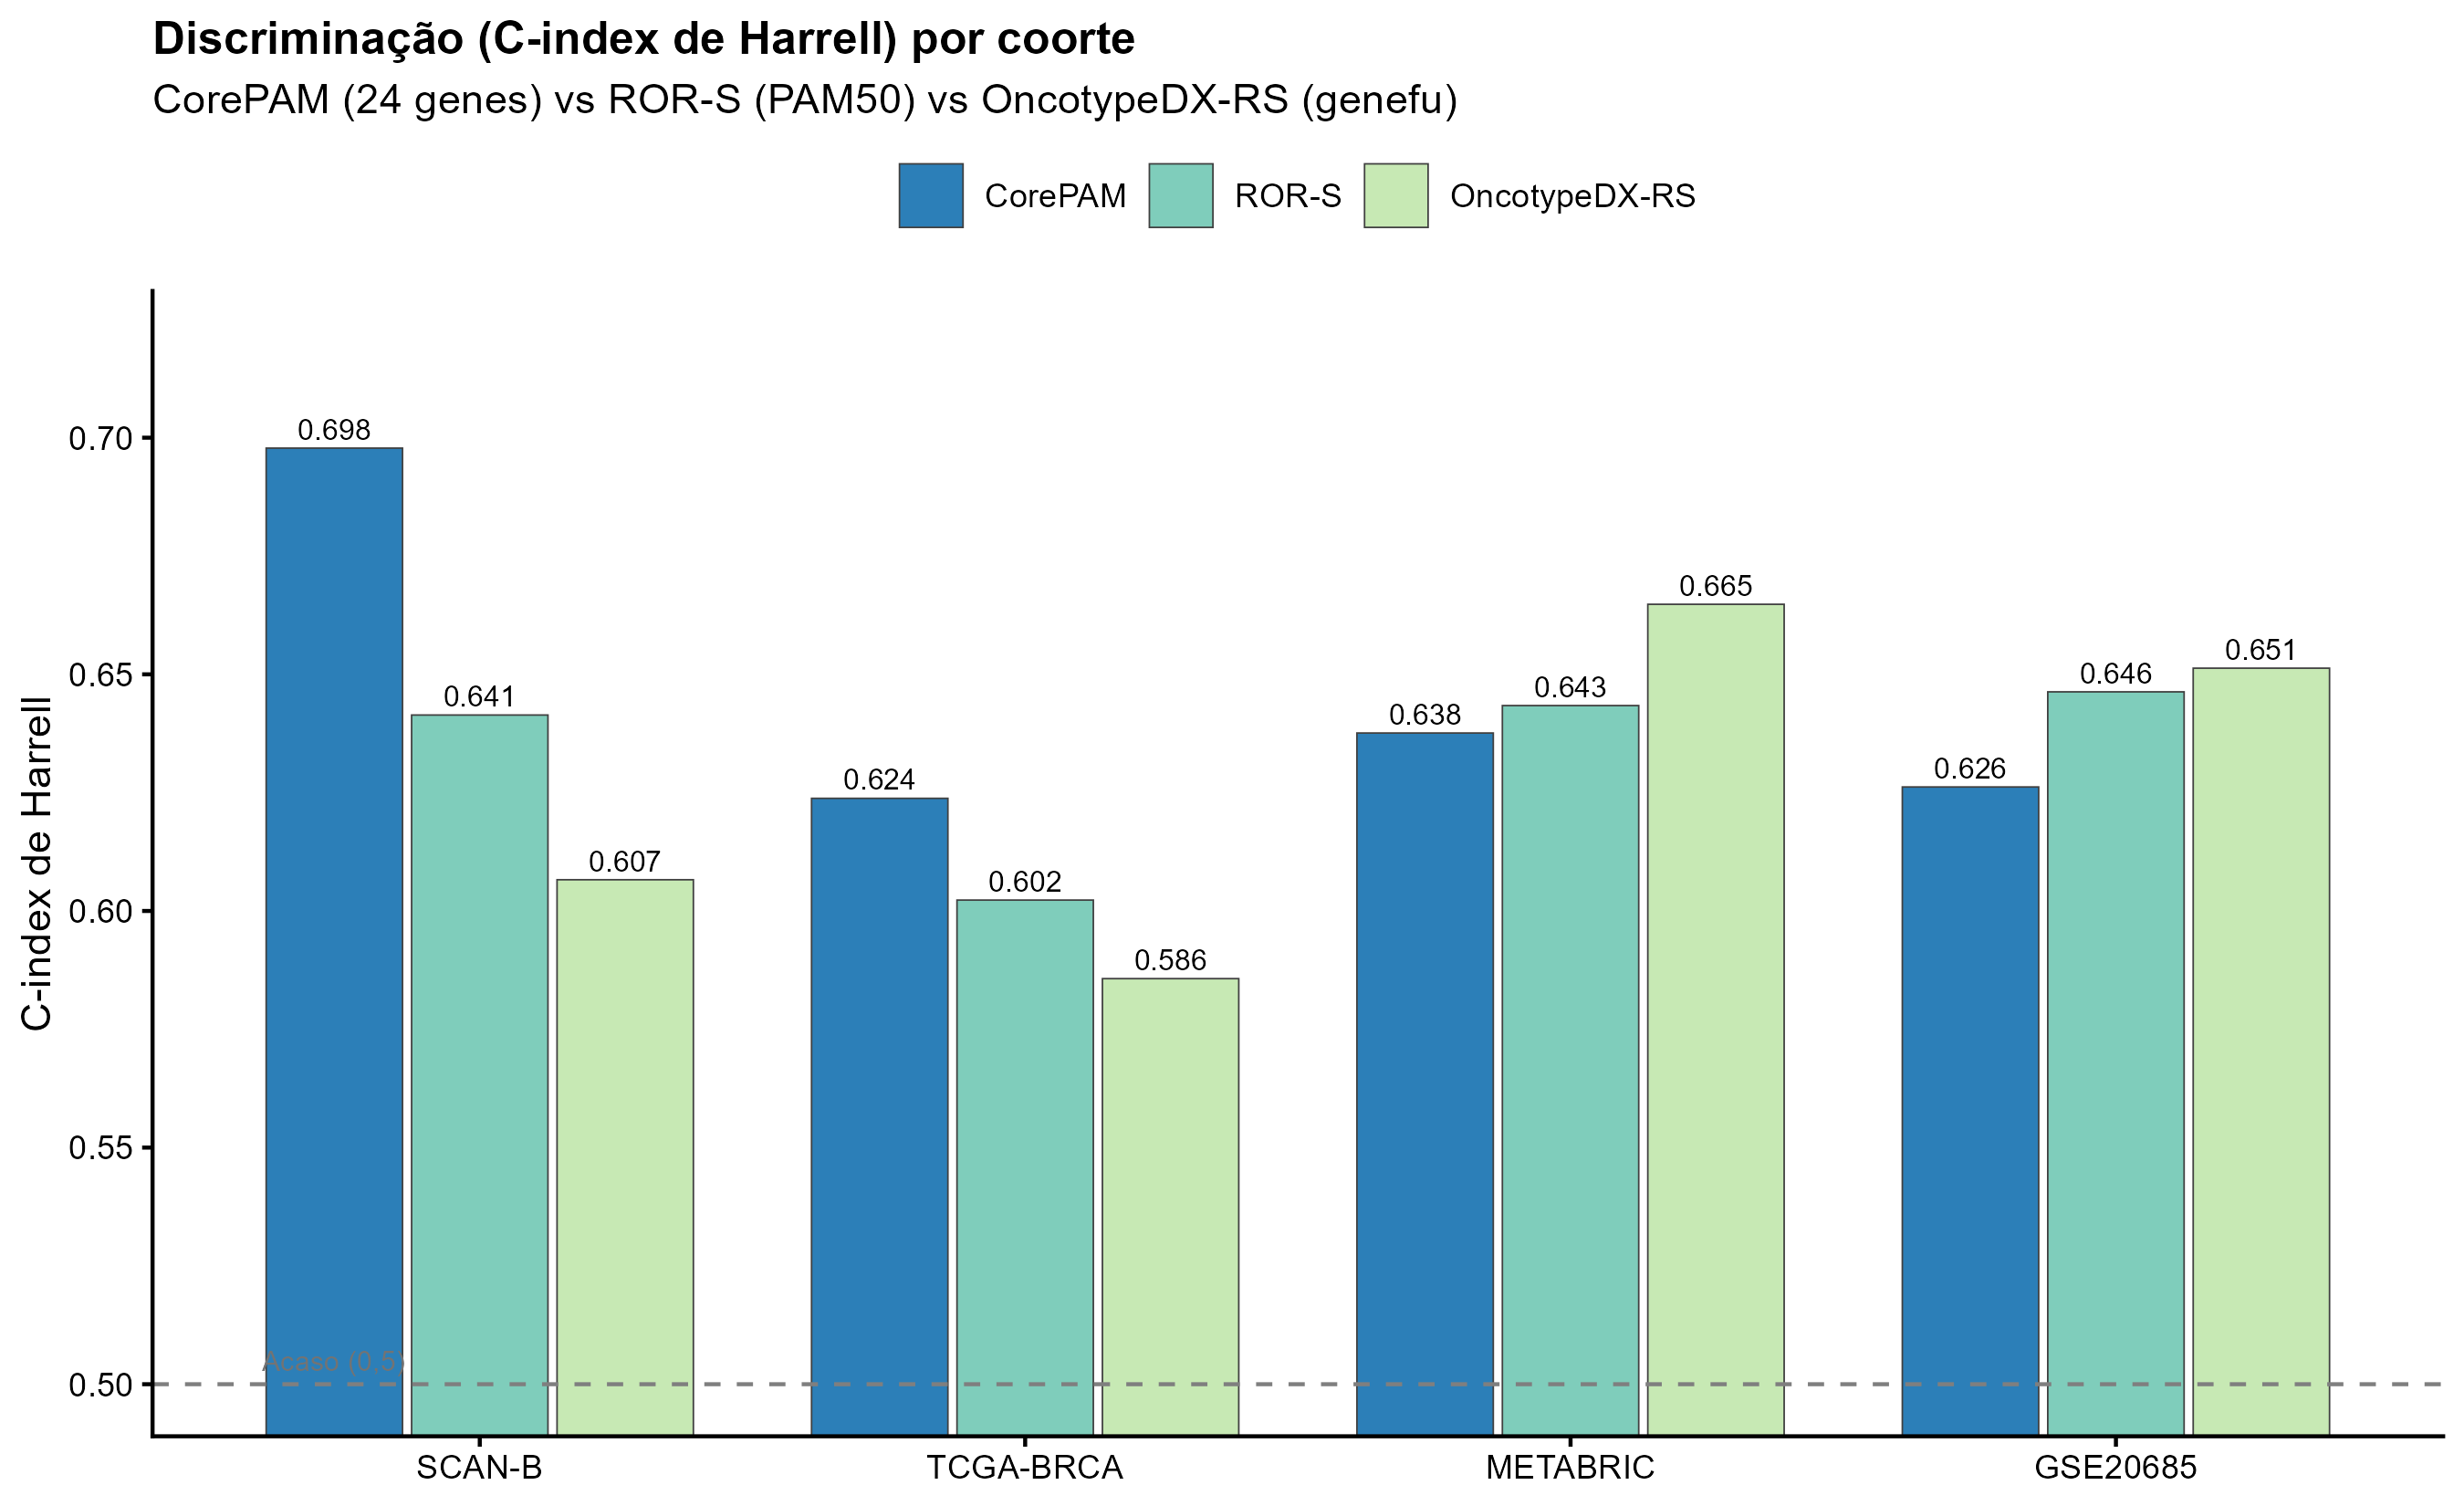 Discriminação (C-index de Harrell) por coorte
CorePAM (24 genes) vs ROR-S (PAM50) vs OncotypeDX-RS (genefu)
CorePAM ROR-S OncotypeDX-RS
C-index de Harrell
0.70
0.65
0.60
0.55
0.50
0.698
0.641
0.607
0.624
0.602
0.586
0.638
0.643
0.665
0.626
0.646
0.651
Acaso (0,5)
SCAN-B TCGA-BRCA METABRIC GSE20685